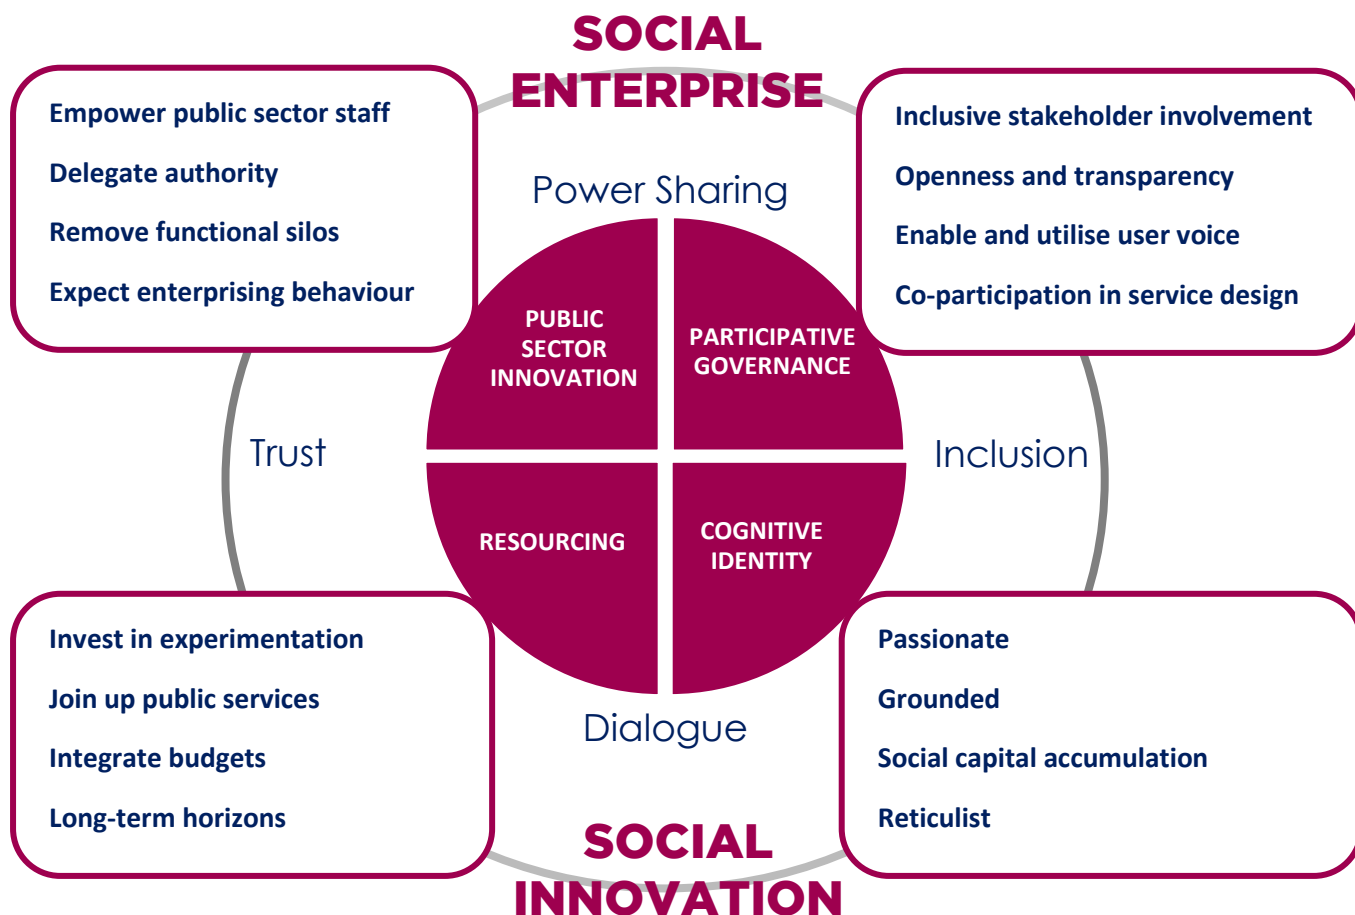 SOCIAL
ENTERPRISE
Empower public sector staff
Delegate authority
Remove functional silos
Expect enterprising behaviour
Inclusive stakeholder involvement
Openness and transparency
Enable and utilise user voice
Co-participation in service design
Power Sharing
PUBLIC
SECTOR
INNOVATION
PARTICIPATIVE
GOVERNANCE
Trust
Inclusion
RESOURCING
COGNITIVE
IDENTITY
Invest in experimentation
Join up public services
Integrate budgets
Long-term horizons
Passionate
Grounded
Social capital accumulation
Reticulist
Dialogue
SOCIAL
INNOVATION